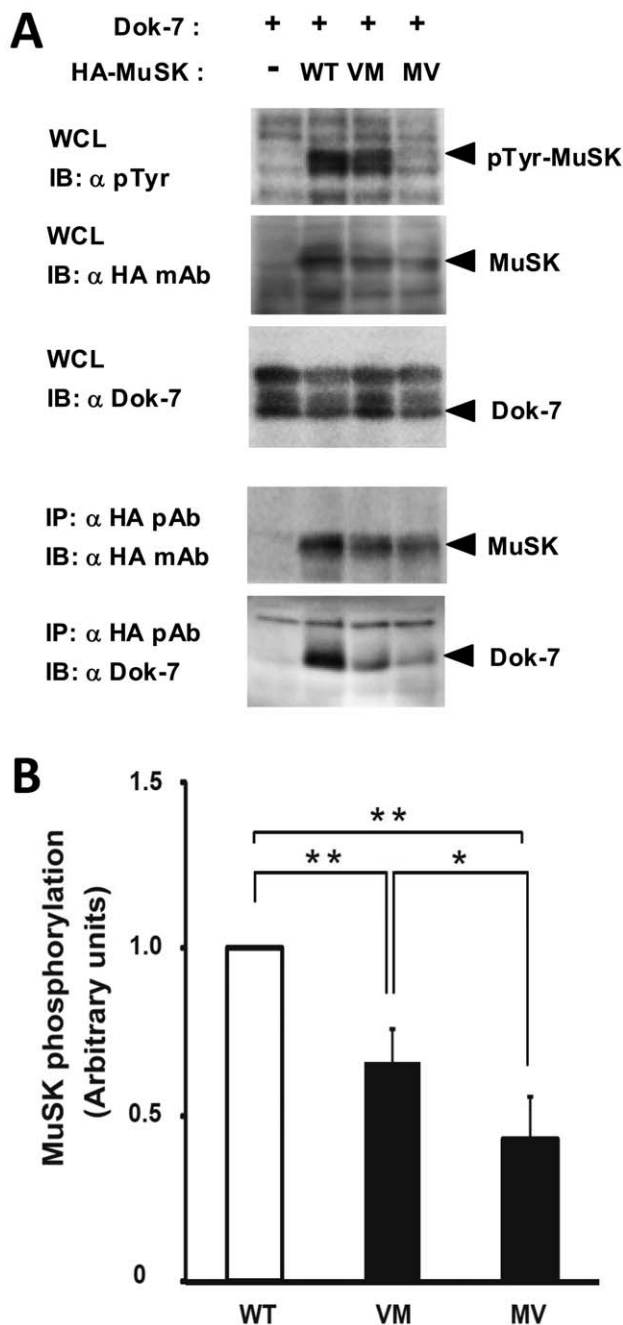 A
Dok-7 : + + + +
HA-MuSK : - WT VM MV
WCL
IB: α pTyr
pTyr-MuSK
WCL
IB: α HA mAb
MuSK
WCL
IB: α Dok-7
Dok-7
IP: α HA pAb
IB: α HA mAb
MuSK
IP: α HA pAb
IB: α Dok-7
Dok-7
B
MuSK phosphorylation
(Arbitrary units)
1.5
1.0
0.5
0
**
**
*
WT VM MV